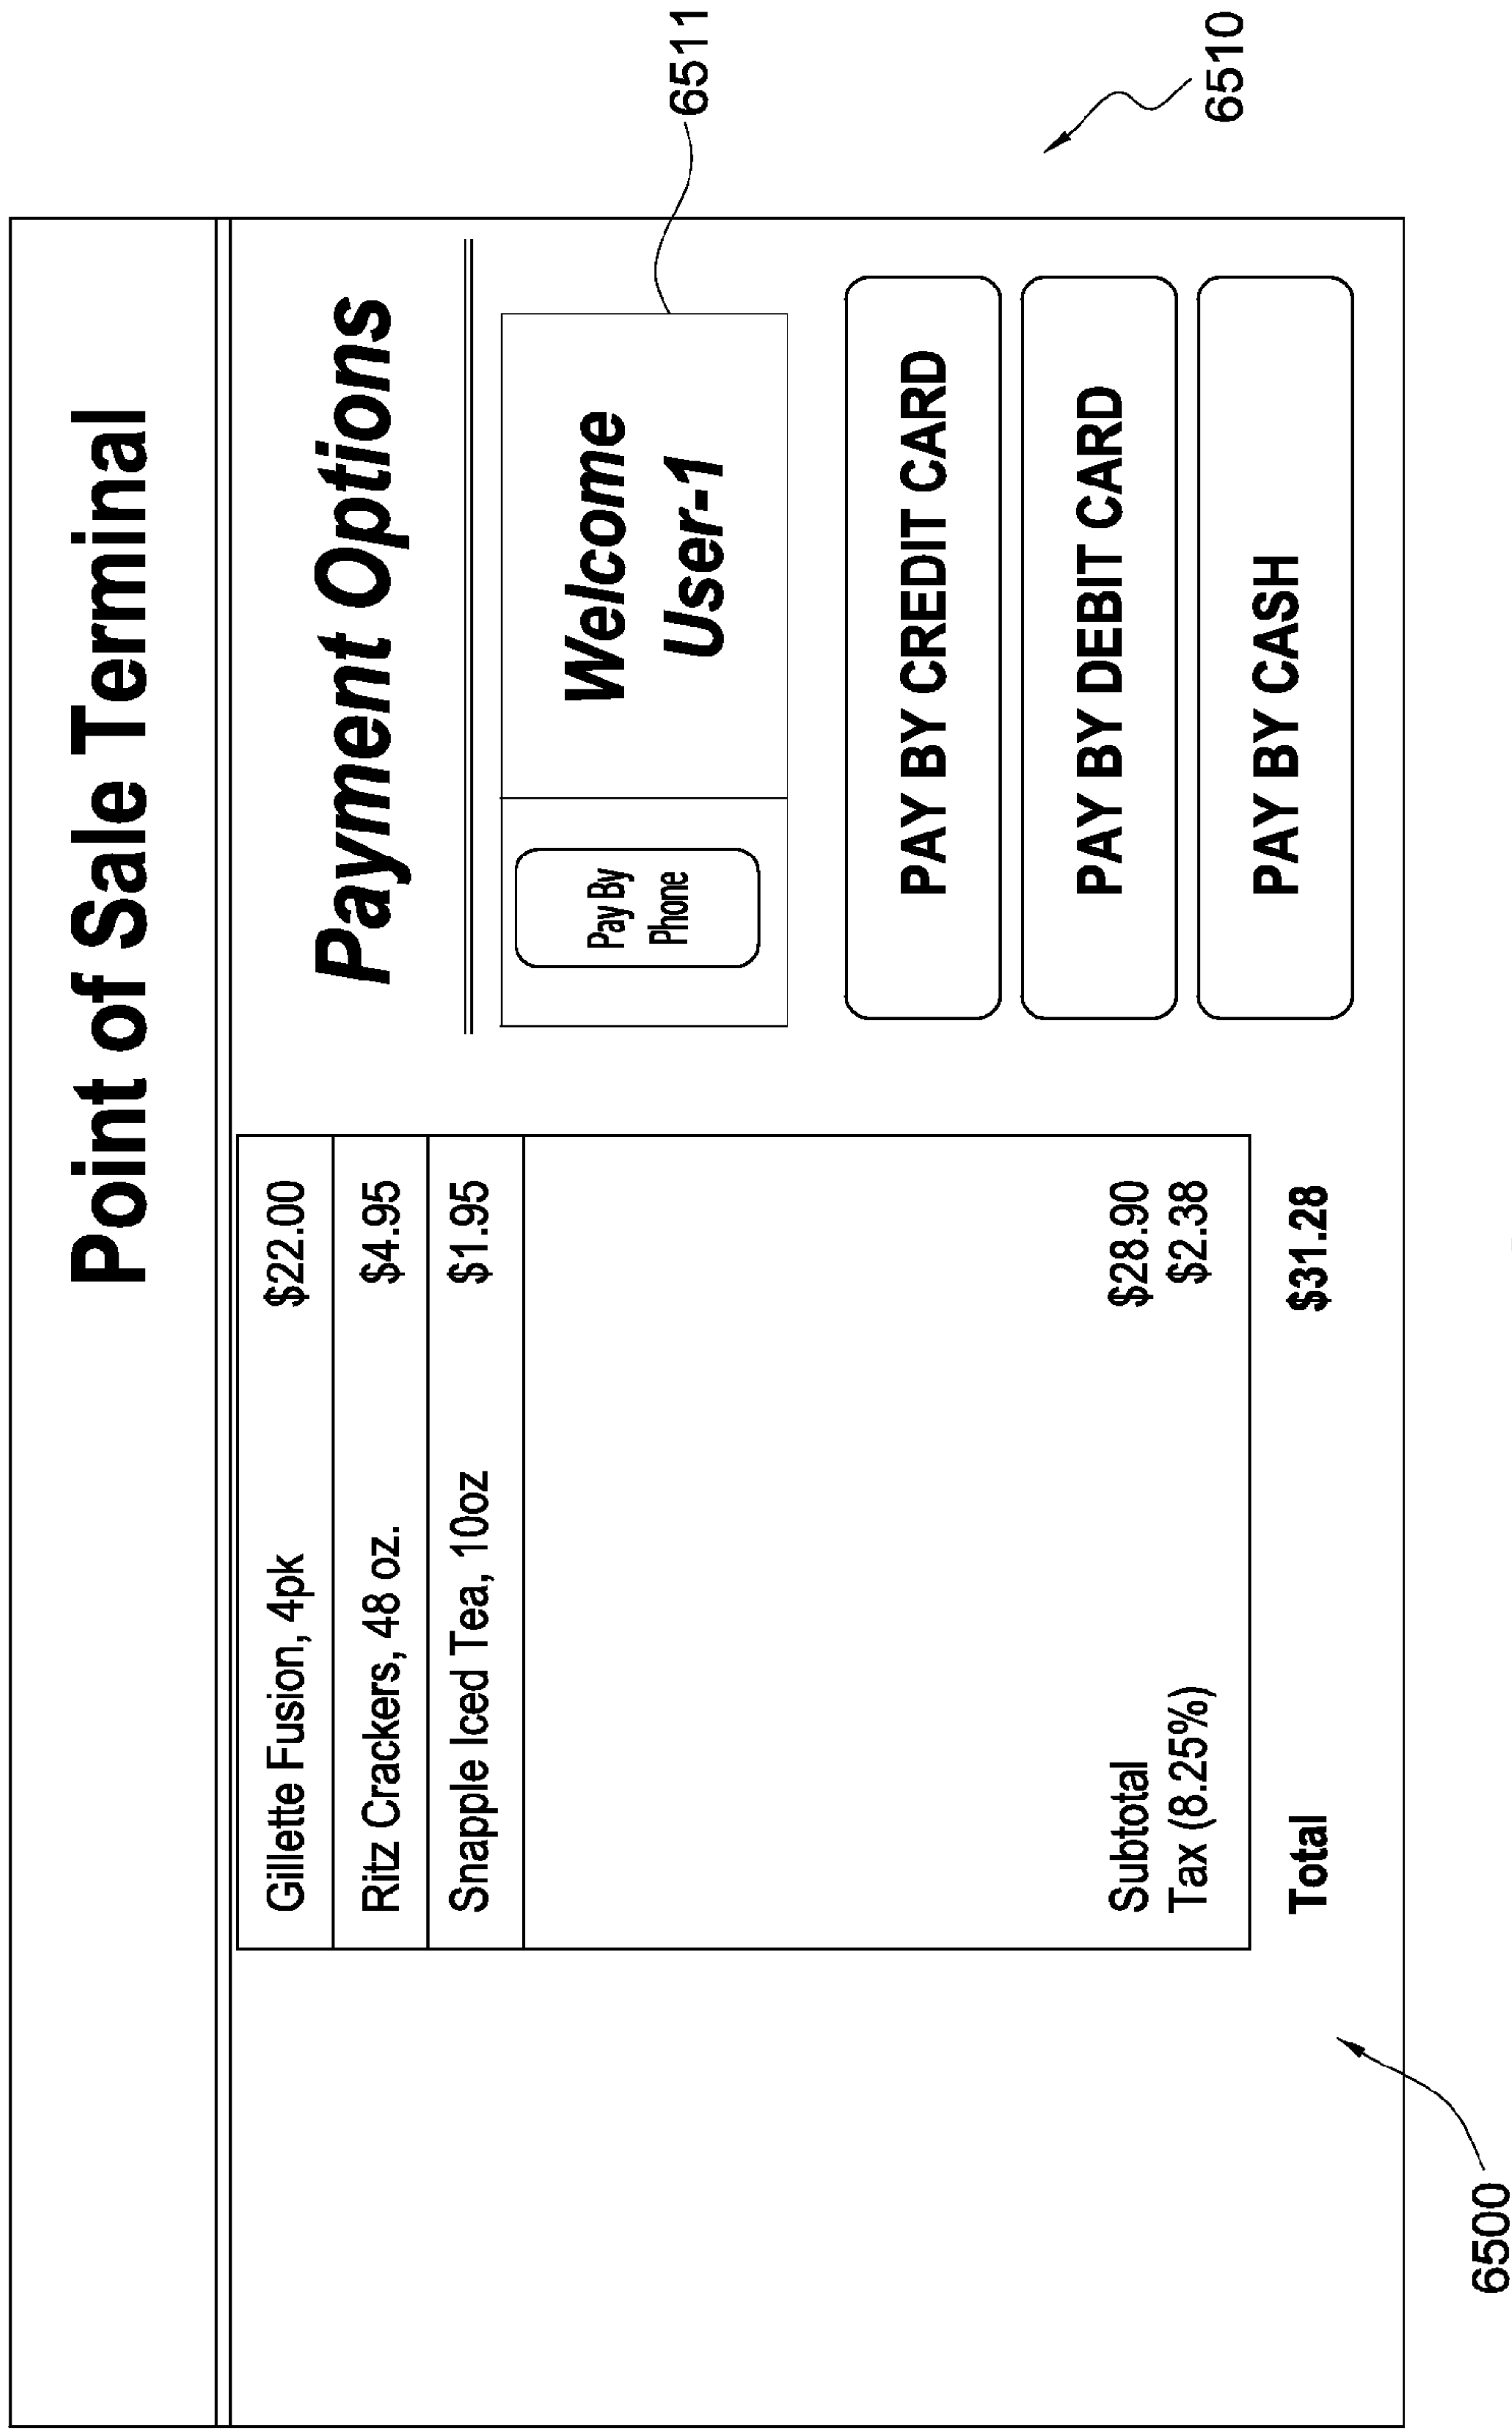 Point of Sale Terminal
Gillette Fusion, 4pk $22.00
Ritz Crackers, 48 oz. $4.95
Snapple Iced Tea, 10oz $1.95
Subtotal $28.90
Tax (8.25%) $2.38
Total $31.28
Payment Options
Pay By
Phone
Welcome
User-1
PAY BY CREDIT CARD
PAY BY DEBIT CARD
PAY BY CASH
6511
6510
6500